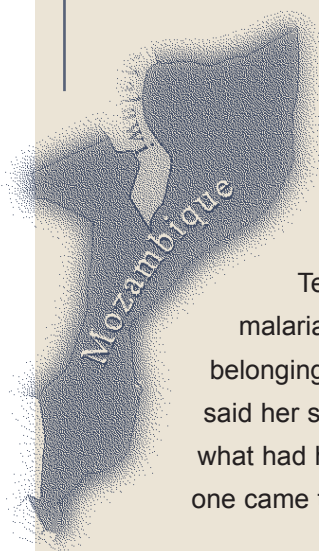 Mozambique
Te
malaria
belonging
said her s
what had h
one came